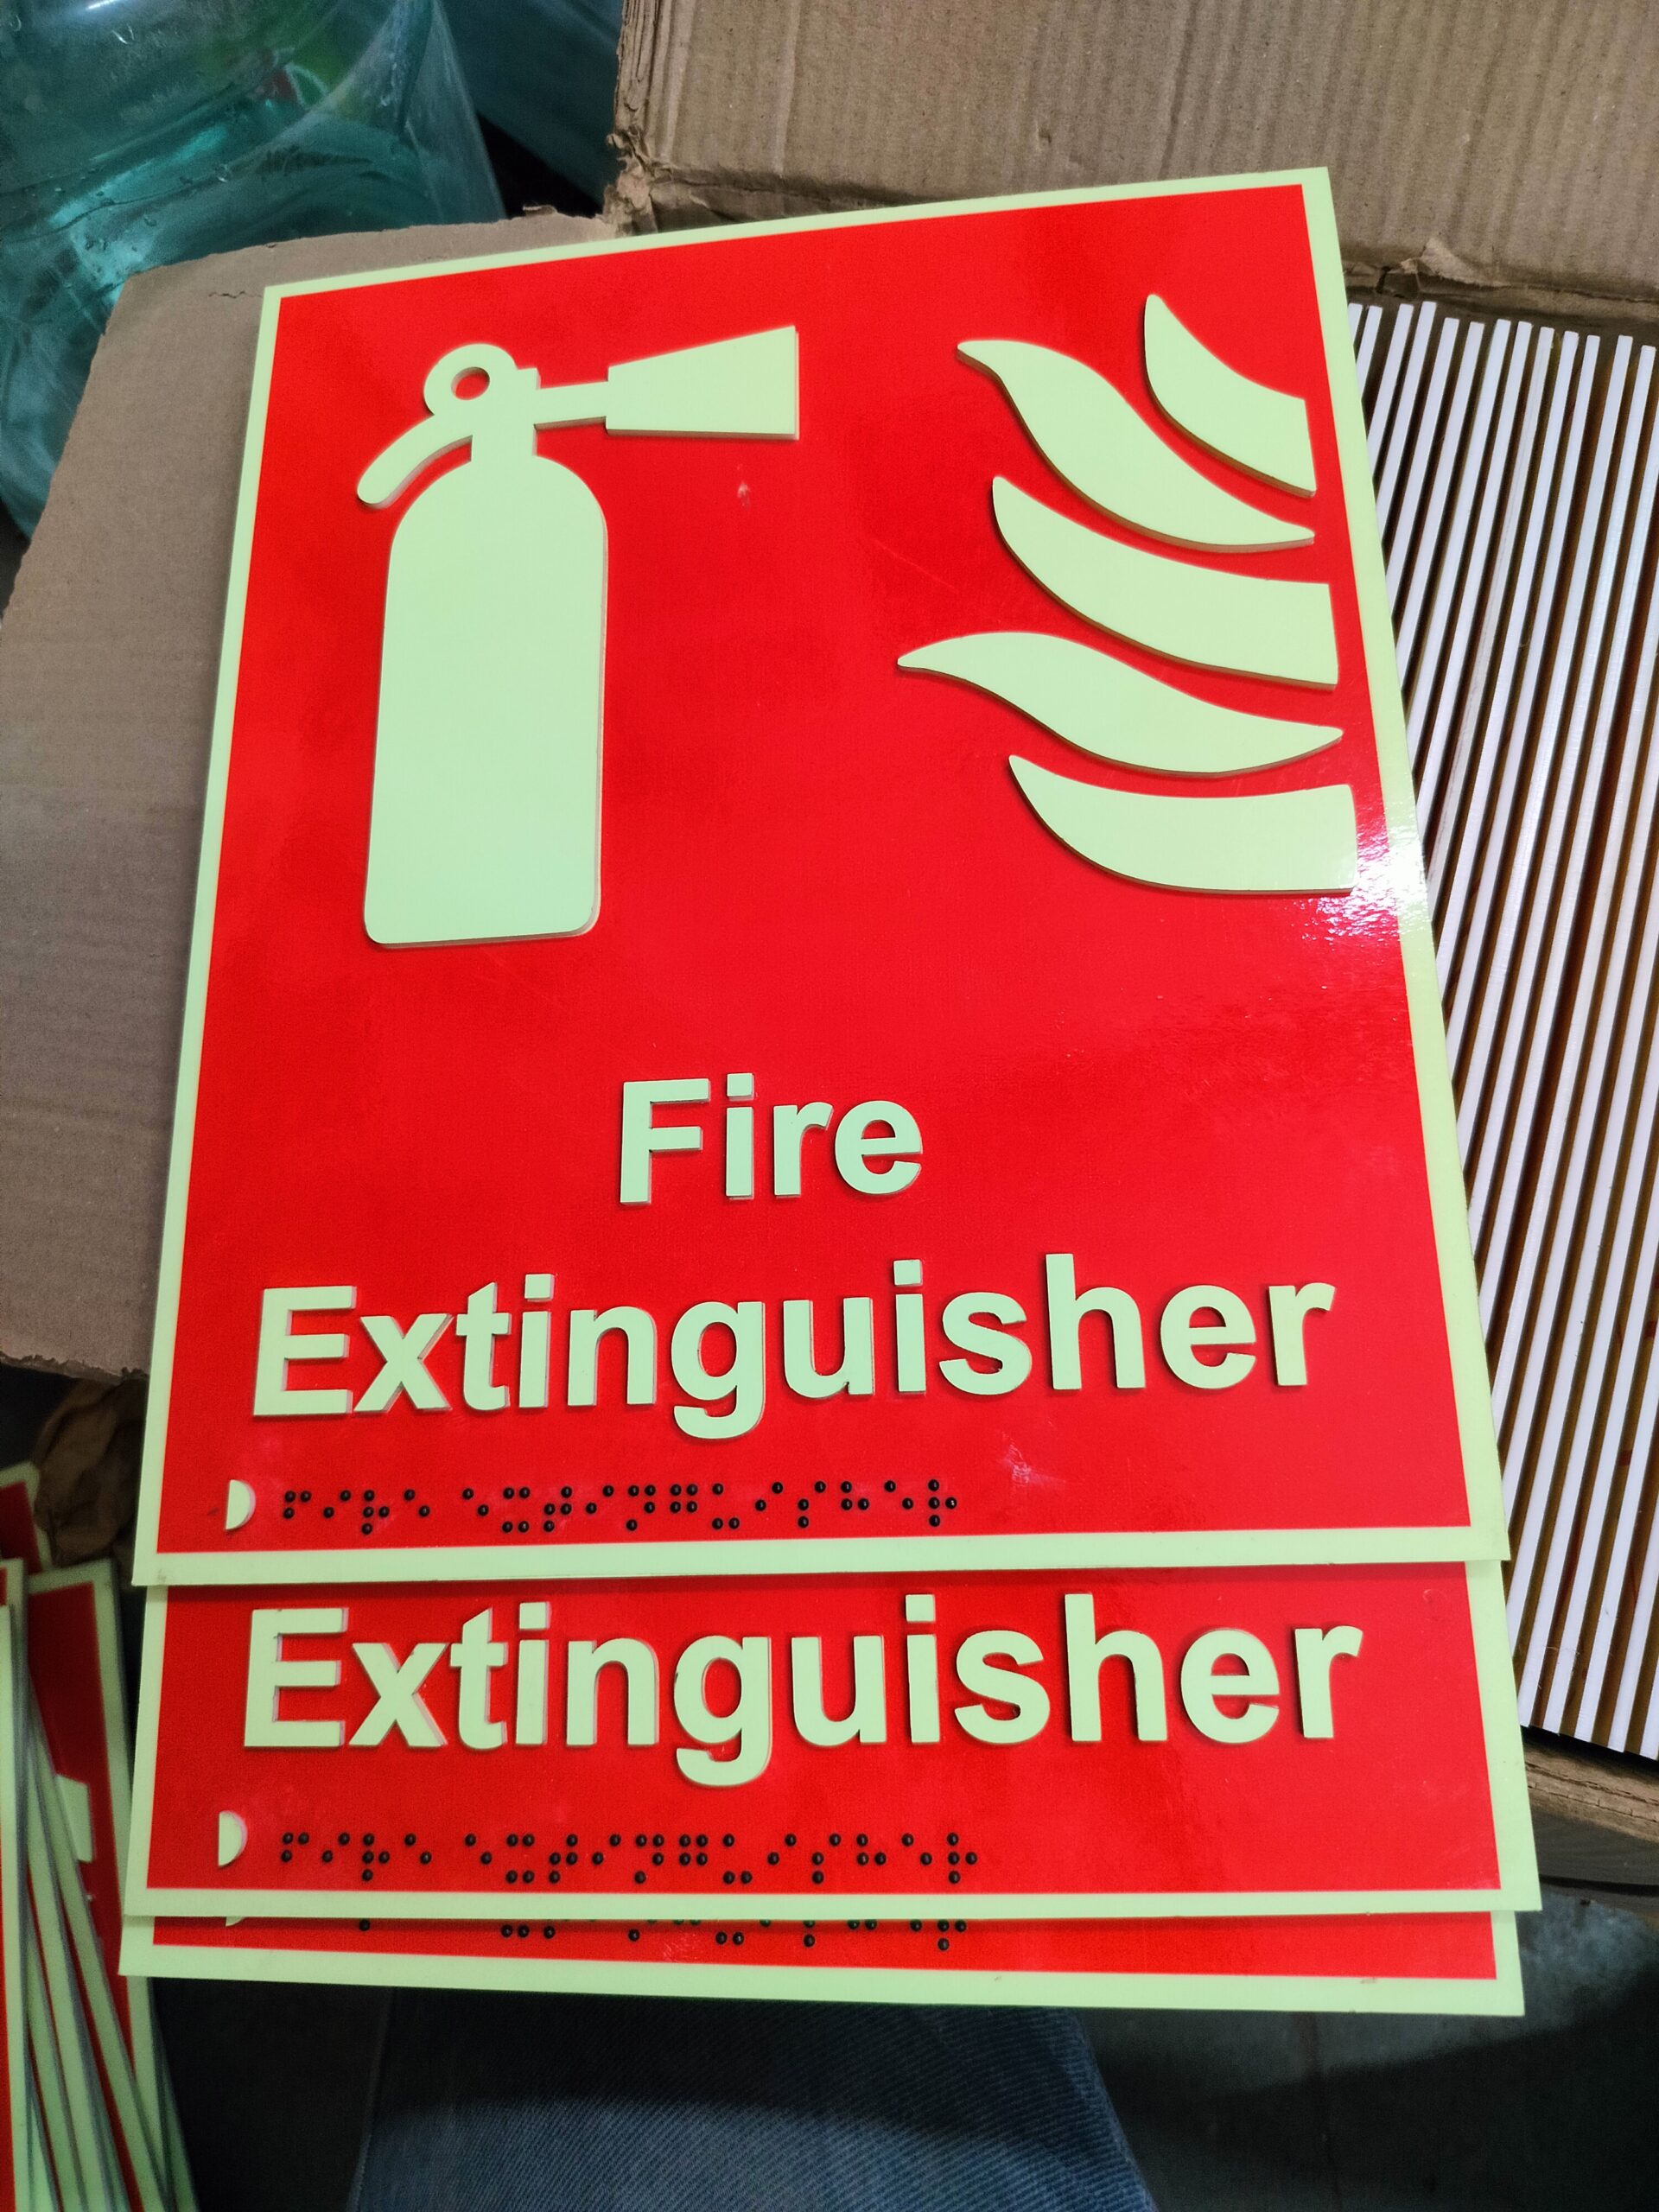 Fire
Extinguisher
⠋⠊⠗⠑ ⠑⠭⠞⠊⠝⠛⠥⠊⠎⠓⠑⠗
Extinguisher
⠋⠊⠗⠑ ⠑⠭⠞⠊⠝⠛⠥⠊⠎⠓⠑⠗